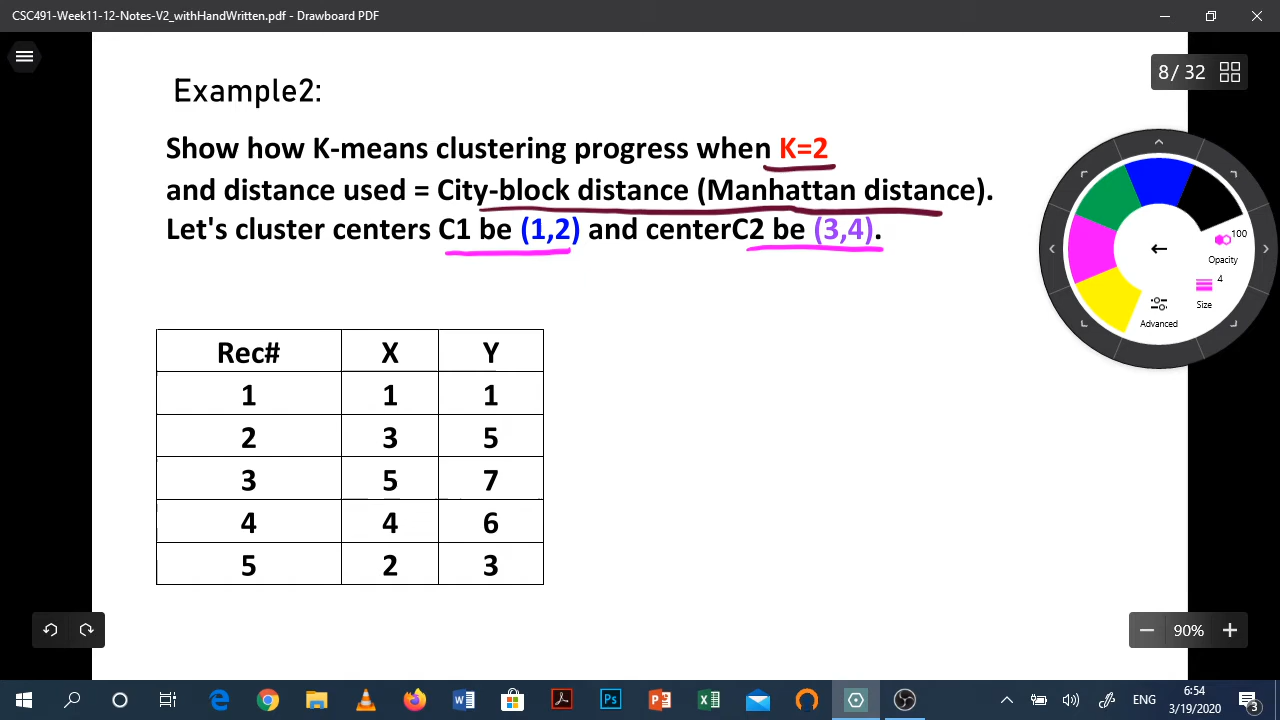 CSC491-Week11-12-Notes-V2_withHandWritten.pdf - Drawboard PDF
8/ 32
Example2:
Show how K-means clustering progress when K=2
and distance used = City-block distance (Manhattan distance).
Let's cluster centers C1 be (1,2) and centerC2 be (3,4).
100
Opacity
4
Size
Advanced
Rec# X Y
1 1 1
2 3 5
3 5 7
4 4 6
5 2 3
90%
ENG
6:54
3/19/2020
3